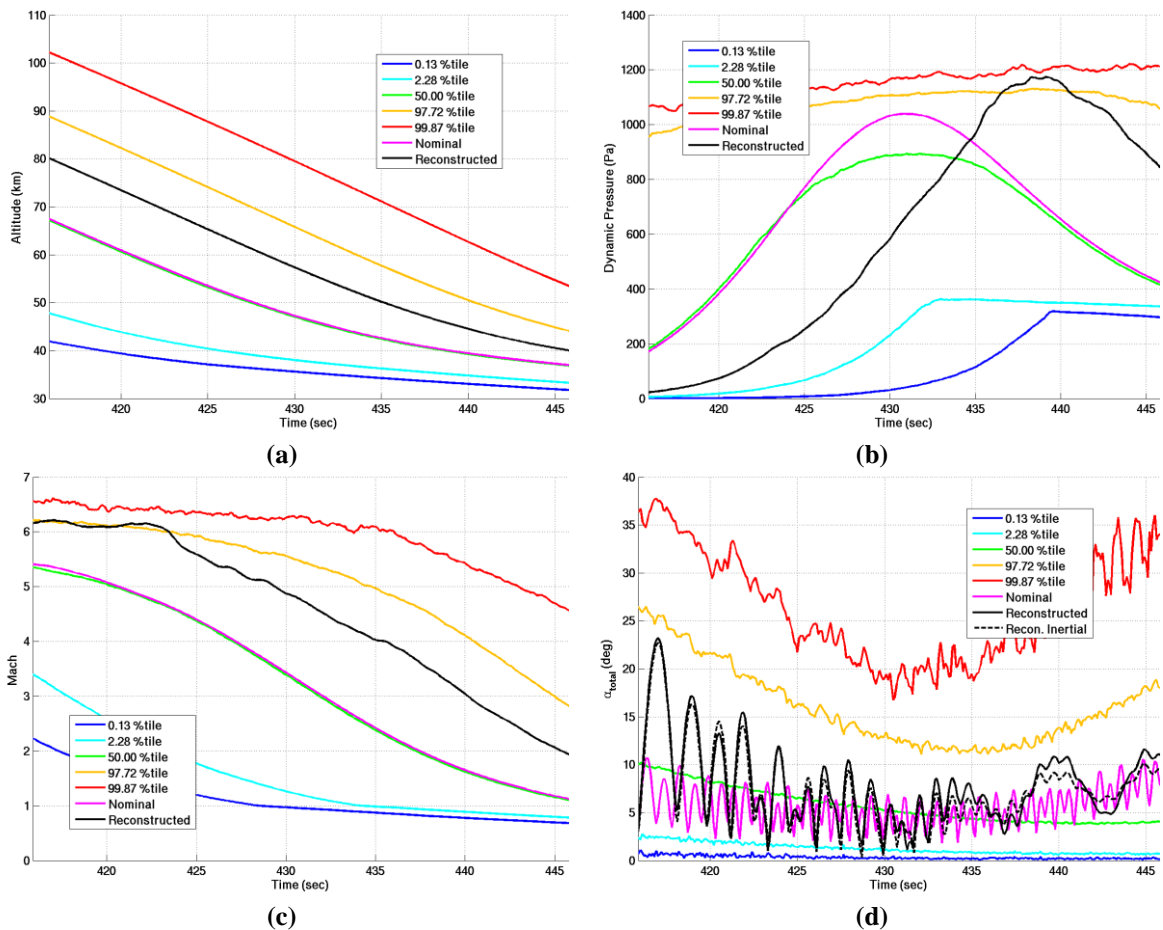 110
100
90
80
70
60
50
40
30
Altitude (km)
0.13 %tile
2.28 %tile
50.00 %tile
97.72 %tile
99.87 %tile
Nominal
Reconstructed
420 425 430 435 440 445
Time (sec)
(a)
1400
1200
1000
800
600
400
200
0
Dynamic Pressure (Pa)
0.13 %tile
2.28 %tile
50.00 %tile
97.72 %tile
99.87 %tile
Nominal
Reconstructed
420 425 430 435 440 445
Time (sec)
(b)
7
6
5
4
3
2
1
0
Mach
0.13 %tile
2.28 %tile
50.00 %tile
97.72 %tile
99.87 %tile
Nominal
Reconstructed
420 425 430 435 440 445
Time (sec)
(c)
40
35
30
25
20
15
10
5
0
α_total (deg)
0.13 %tile
2.28 %tile
50.00 %tile
97.72 %tile
99.87 %tile
Nominal
Reconstructed
Recon. Inertial
420 425 430 435 440 445
Time (sec)
(d)